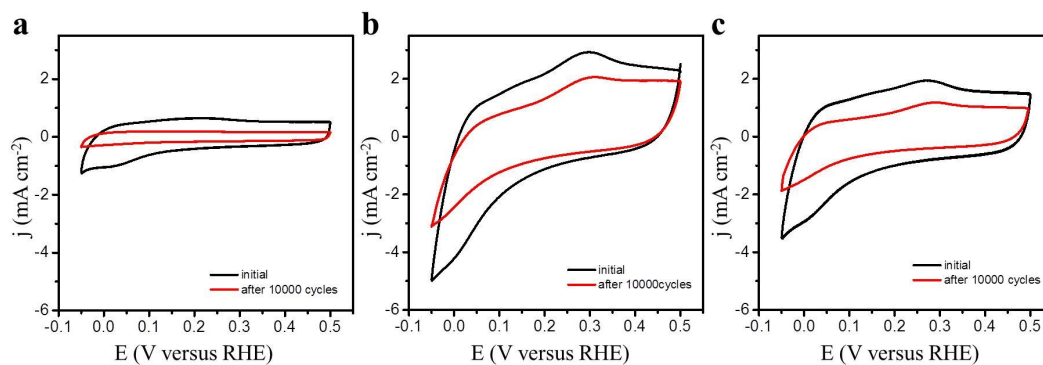 a
j (mA cm-2)
2
0
-2
-4
-6
initial
after 10000 cycles
-0.1 0.0 0.1 0.2 0.3 0.4 0.5
E (V versus RHE)
b
j (mA cm-2)
2
0
-2
-4
-6
initial
after 10000cycles
-0.1 0.0 0.1 0.2 0.3 0.4 0.5
E (V versus RHE)
c
j (mA cm-2)
2
0
-2
-4
-6
initial
after 10000 cycles
-0.1 0.0 0.1 0.2 0.3 0.4 0.5
E (V versus RHE)